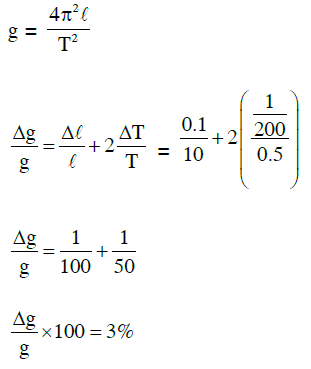 g = 4π²ℓ / T²
Δg/g = Δℓ/ℓ + 2 ΔT/T = 0.1/10 + 2 ( (1/200) / 0.5 )
Δg/g = 1/100 + 1/50
Δg/g × 100 = 3%